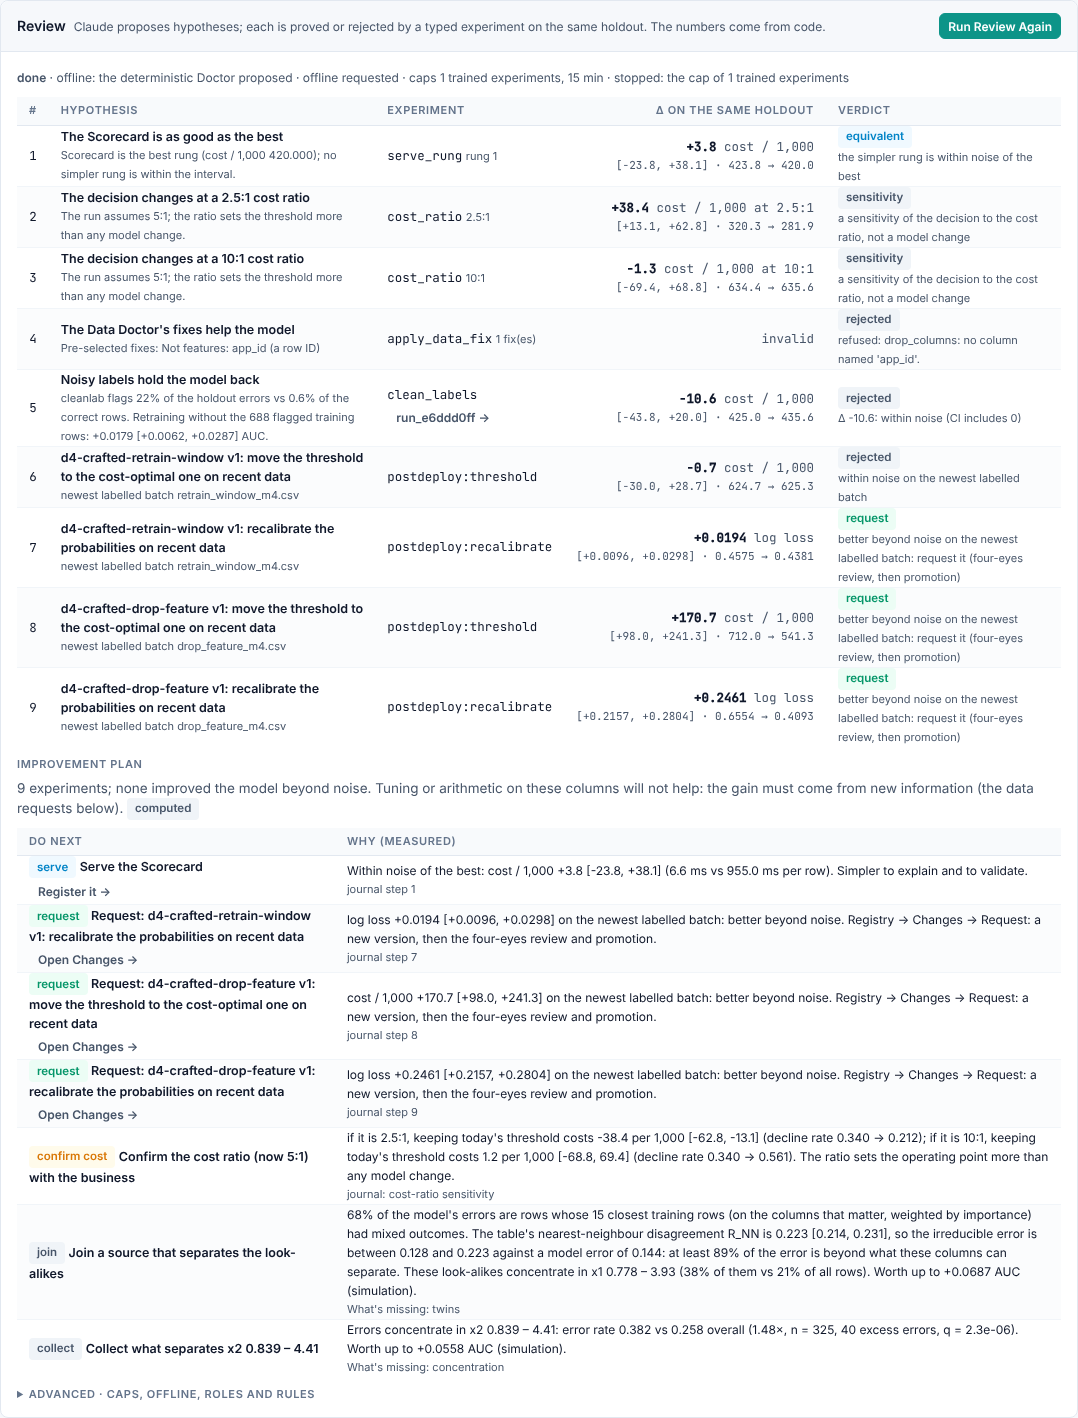 Review Claude proposes hypotheses; each is proved or rejected by a typed experiment on the same holdout. The numbers come from code. Run Review Again
done · offline: the deterministic Doctor proposed · offline requested · caps 1 trained experiments, 15 min · stopped: the cap of 1 trained experiments
# HYPOTHESIS EXPERIMENT Δ ON THE SAME HOLDOUT VERDICT
1
The Scorecard is as good as the best
Scorecard is the best rung (cost / 1,000 420.000); no
simpler rung is within the interval.
serve_rung rung 1
+3.8 cost / 1,000
[-23.8, +38.1] · 423.8 → 420.0
equivalent
the simpler rung is within noise of the
best
2
The decision changes at a 2.5:1 cost ratio
The run assumes 5:1; the ratio sets the threshold more
than any model change.
cost_ratio 2.5:1
+38.4 cost / 1,000 at 2.5:1
[+13.1, +62.8] · 320.3 → 281.9
sensitivity
a sensitivity of the decision to the cost
ratio, not a model change
3
The decision changes at a 10:1 cost ratio
The run assumes 5:1; the ratio sets the threshold more
than any model change.
cost_ratio 10:1
-1.3 cost / 1,000 at 10:1
[-69.4, +68.8] · 634.4 → 635.6
sensitivity
a sensitivity of the decision to the cost
ratio, not a model change
4
The Data Doctor's fixes help the model
Pre-selected fixes: Not features: app_id (a row ID)
apply_data_fix 1 fix(es)
invalid
rejected
refused: drop_columns: no column
named 'app_id'.
5
Noisy labels hold the model back
cleanlab flags 22% of the holdout errors vs 0.6% of the
correct rows. Retraining without the 688 flagged training
rows: +0.0179 [+0.0062, +0.0287] AUC.
clean_labels
run_e6ddd0ff →
-10.6 cost / 1,000
[-43.8, +20.0] · 425.0 → 435.6
rejected
Δ -10.6: within noise (CI includes 0)
6
d4-crafted-retrain-window v1: move the threshold
to the cost-optimal one on recent data
newest labelled batch retrain_window_m4.csv
postdeploy:threshold
-0.7 cost / 1,000
[-30.0, +28.7] · 624.7 → 625.3
rejected
within noise on the newest labelled
batch
7
d4-crafted-retrain-window v1: recalibrate the
probabilities on recent data
newest labelled batch retrain_window_m4.csv
postdeploy:recalibrate
+0.0194 log loss
[+0.0096, +0.0298] · 0.4575 → 0.4381
request
better beyond noise on the newest
labelled batch: request it (four-eyes
review, then promotion)
8
d4-crafted-drop-feature v1: move the threshold to
the cost-optimal one on recent data
newest labelled batch drop_feature_m4.csv
postdeploy:threshold
+170.7 cost / 1,000
[+98.0, +241.3] · 712.0 → 541.3
request
better beyond noise on the newest
labelled batch: request it (four-eyes
review, then promotion)
9
d4-crafted-drop-feature v1: recalibrate the
probabilities on recent data
newest labelled batch drop_feature_m4.csv
postdeploy:recalibrate
+0.2461 log loss
[+0.2157, +0.2804] · 0.6554 → 0.4093
request
better beyond noise on the newest
labelled batch: request it (four-eyes
review, then promotion)
IMPROVEMENT PLAN
9 experiments; none improved the model beyond noise. Tuning or arithmetic on these columns will not help: the gain must come from new information (the data
requests below). computed
DO NEXT WHY (MEASURED)
serve Serve the Scorecard
Register it →
Within noise of the best: cost / 1,000 +3.8 [-23.8, +38.1] (6.6 ms vs 955.0 ms per row). Simpler to explain and to validate.
journal step 1
request Request: d4-crafted-retrain-window
v1: recalibrate the probabilities on recent data
Open Changes →
log loss +0.0194 [+0.0096, +0.0298] on the newest labelled batch: better beyond noise. Registry → Changes → Request: a
new version, then the four-eyes review and promotion.
journal step 7
request Request: d4-crafted-drop-feature v1:
move the threshold to the cost-optimal one on
recent data
Open Changes →
cost / 1,000 +170.7 [+98.0, +241.3] on the newest labelled batch: better beyond noise. Registry → Changes → Request: a
new version, then the four-eyes review and promotion.
journal step 8
request Request: d4-crafted-drop-feature v1:
recalibrate the probabilities on recent data
Open Changes →
log loss +0.2461 [+0.2157, +0.2804] on the newest labelled batch: better beyond noise. Registry → Changes → Request: a
new version, then the four-eyes review and promotion.
journal step 9
confirm cost Confirm the cost ratio (now 5:1)
with the business
if it is 2.5:1, keeping today's threshold costs -38.4 per 1,000 [-62.8, -13.1] (decline rate 0.340 → 0.212); if it is 10:1, keeping
today's threshold costs 1.2 per 1,000 [-68.8, 69.4] (decline rate 0.340 → 0.561). The ratio sets the operating point more than
any model change.
journal: cost-ratio sensitivity
join Join a source that separates the look-
alikes
68% of the model's errors are rows whose 15 closest training rows (on the columns that matter, weighted by importance)
had mixed outcomes. The table's nearest-neighbour disagreement R_NN is 0.223 [0.214, 0.231], so the irreducible error is
between 0.128 and 0.223 against a model error of 0.144: at least 89% of the error is beyond what these columns can
separate. These look-alikes concentrate in x1 0.778 – 3.93 (38% of them vs 21% of all rows). Worth up to +0.0687 AUC
(simulation).
What's missing: twins
collect Collect what separates x2 0.839 – 4.41
Errors concentrate in x2 0.839 – 4.41: error rate 0.382 vs 0.258 overall (1.48×, n = 325, 40 excess errors, q = 2.3e-06).
Worth up to +0.0558 AUC (simulation).
What's missing: concentration
▶ ADVANCED · CAPS, OFFLINE, ROLES AND RULES